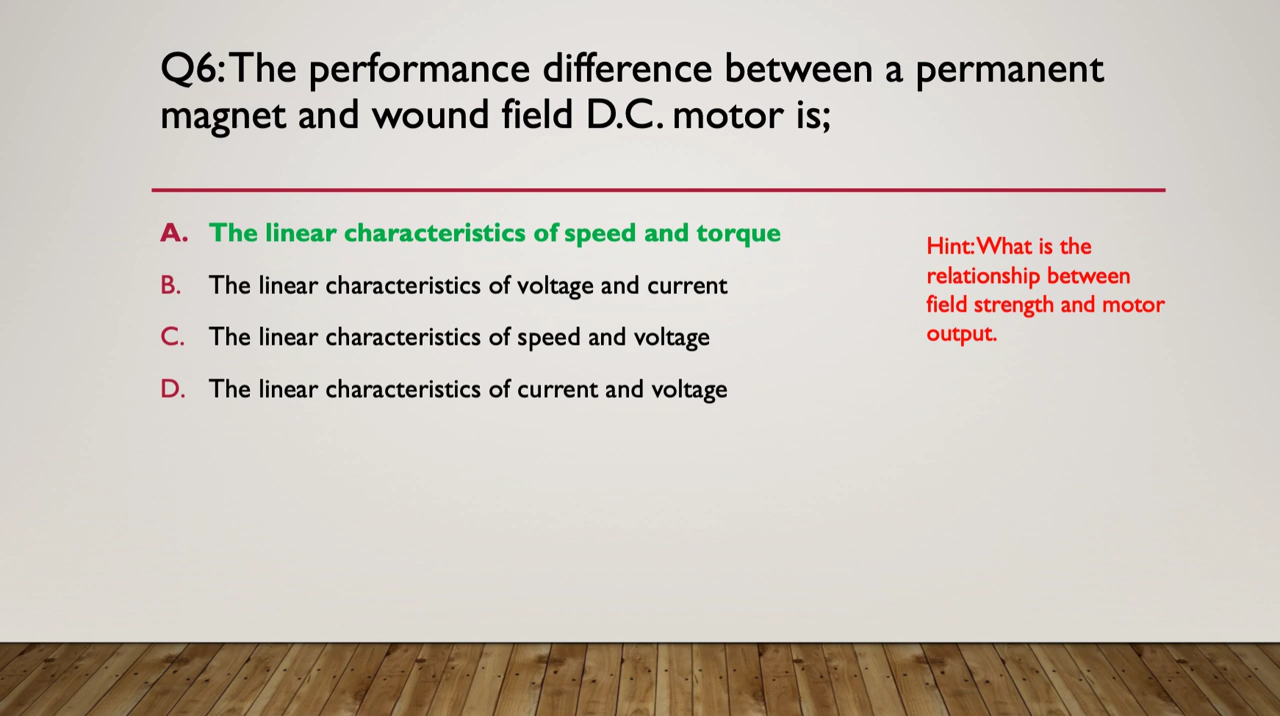 Q6: The performance difference between a permanent
magnet and wound field D.C. motor is;
A. The linear characteristics of speed and torque
B. The linear characteristics of voltage and current
C. The linear characteristics of speed and voltage
D. The linear characteristics of current and voltage
Hint: What is the
relationship between
field strength and motor
output.